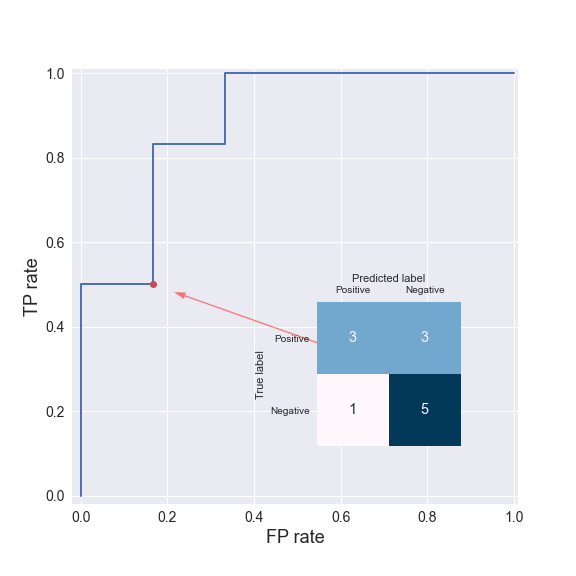 1.0
0.8
0.6
0.4
0.2
0.0
TP rate
0.0 0.2 0.4 0.6 0.8 1.0
FP rate
Predicted label
Positive Negative
True label
Positive 3 3
Negative 1 5